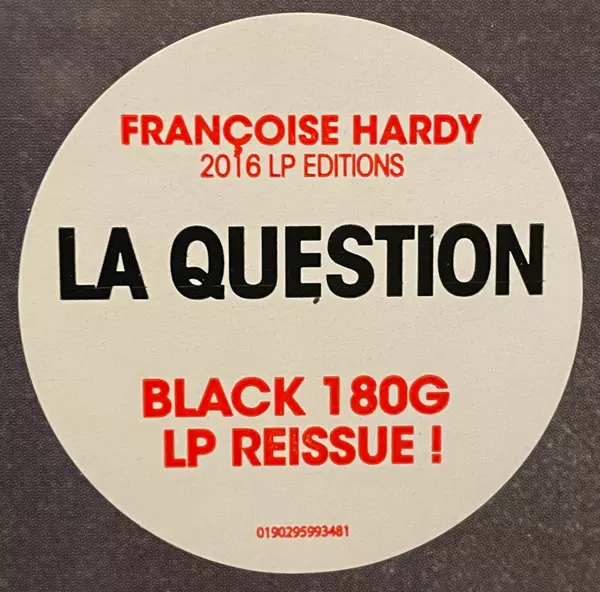 FRANÇOISE HARDY
2016 LP EDITIONS
LA QUESTION
BLACK 180G
LP REISSUE !
0190295993481